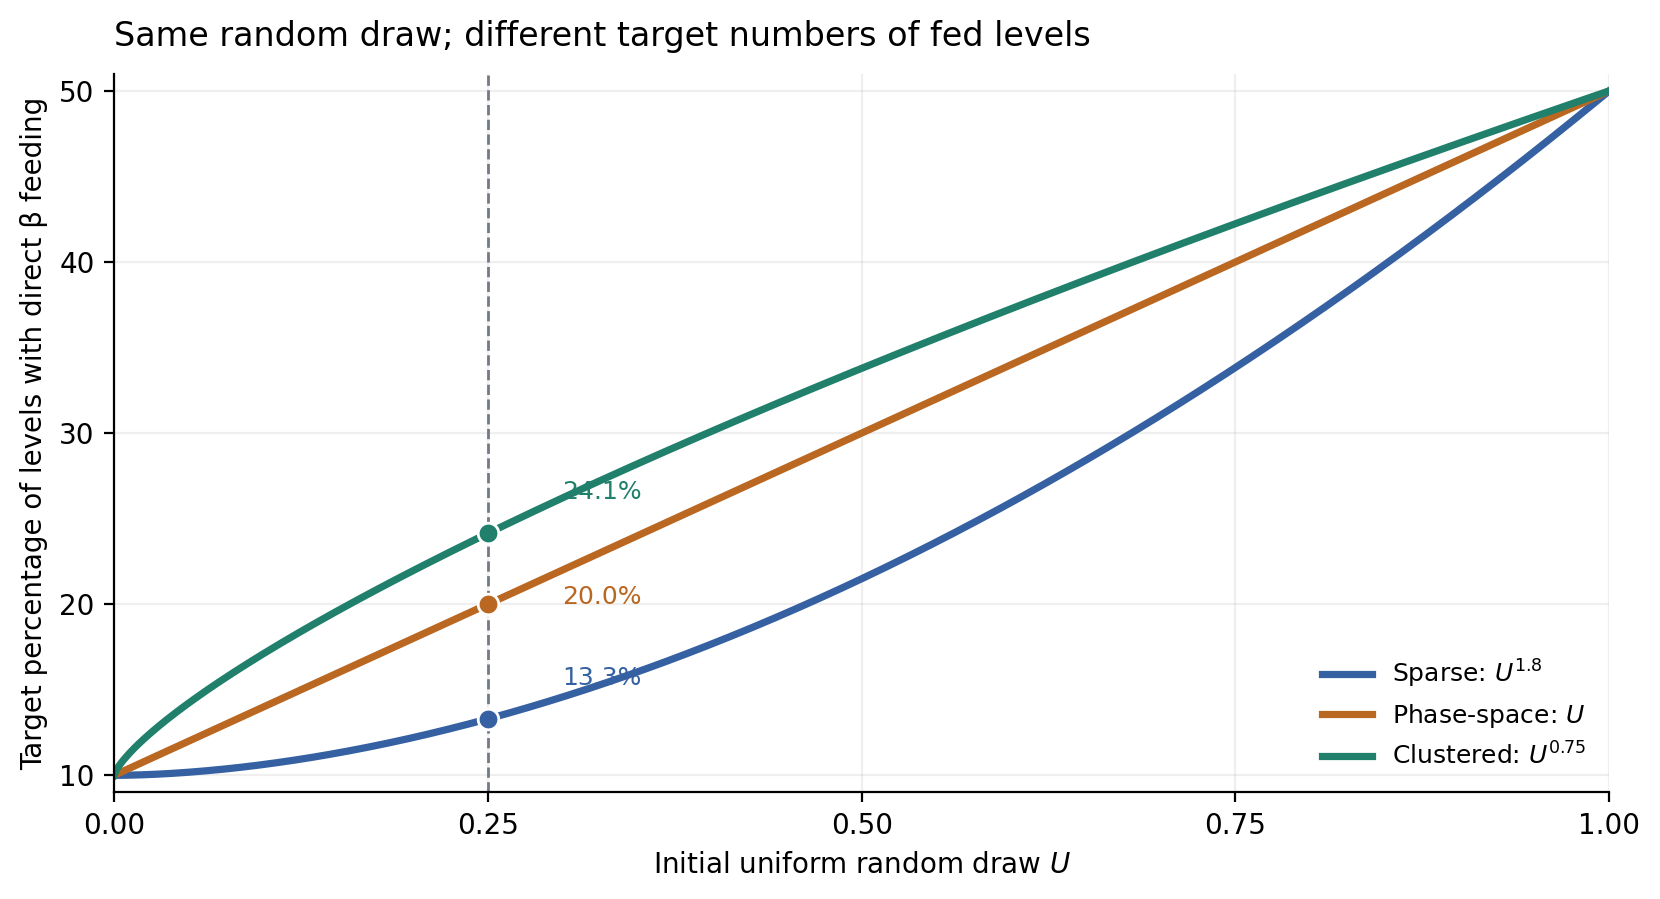 Same random draw; different target numbers of fed levels
Target percentage of levels with direct β feeding
50
40
30
20
10
24.1%
20.0%
13.3%
Sparse: U^1.8
Phase-space: U
Clustered: U^0.75
0.00 0.25 0.50 0.75 1.00
Initial uniform random draw U